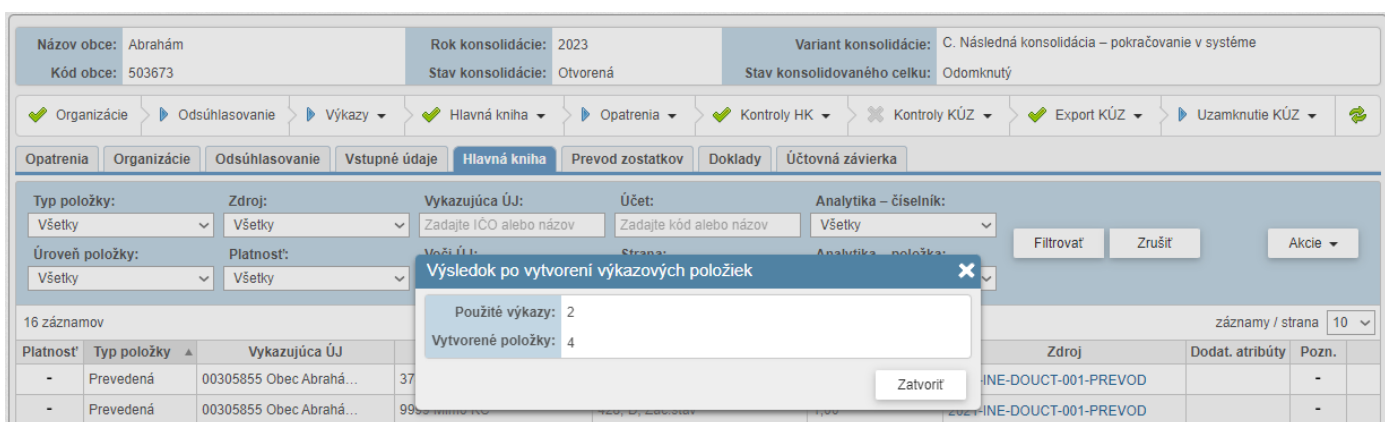 Názov obce: Abrahám Rok konsolidácie: 2023 Variant konsolidácie: C. Následná konsolidácia – pokračovanie v systéme
Kód obce: 503673 Stav konsolidácie: Otvorená Stav konsolidovaného celku: Odomknutý
Organizácie Odsúhlasovanie Výkazy Hlavná kniha Opatrenia Kontroly HK Kontroly KÚZ Export KÚZ Uzamknutie KÚZ
Opatrenia Organizácie Odsúhlasovanie Vstupné údaje Hlavná kniha Prevod zostatkov Doklady Účtovná závierka
Typ položky: Zdroj: Vykazujúca ÚJ: Účet: Analytika – číselník:
Všetky Všetky Zadajte IČO alebo názov Zadajte kód alebo názov Všetky
Filtrovať Zrušiť Akcie
Úroveň položky: Platnosť: Voči ÚJ: Strana: Analytika – položka:
Všetky Všetky
Výsledok po vytvorení výkazových položiek
Použité výkazy: 2
Vytvorené položky: 4
Zatvoriť
16 záznamov záznamy / strana 10
Platnosť Typ položky Vykazujúca ÚJ Zdroj Dodat. atribúty Pozn.
- Prevedená 00305855 Obec Abrahá... 37 -INE-DOUCT-001-PREVOD -
- Prevedená 00305855 Obec Abrahá... -INE-DOUCT-001-PREVOD -